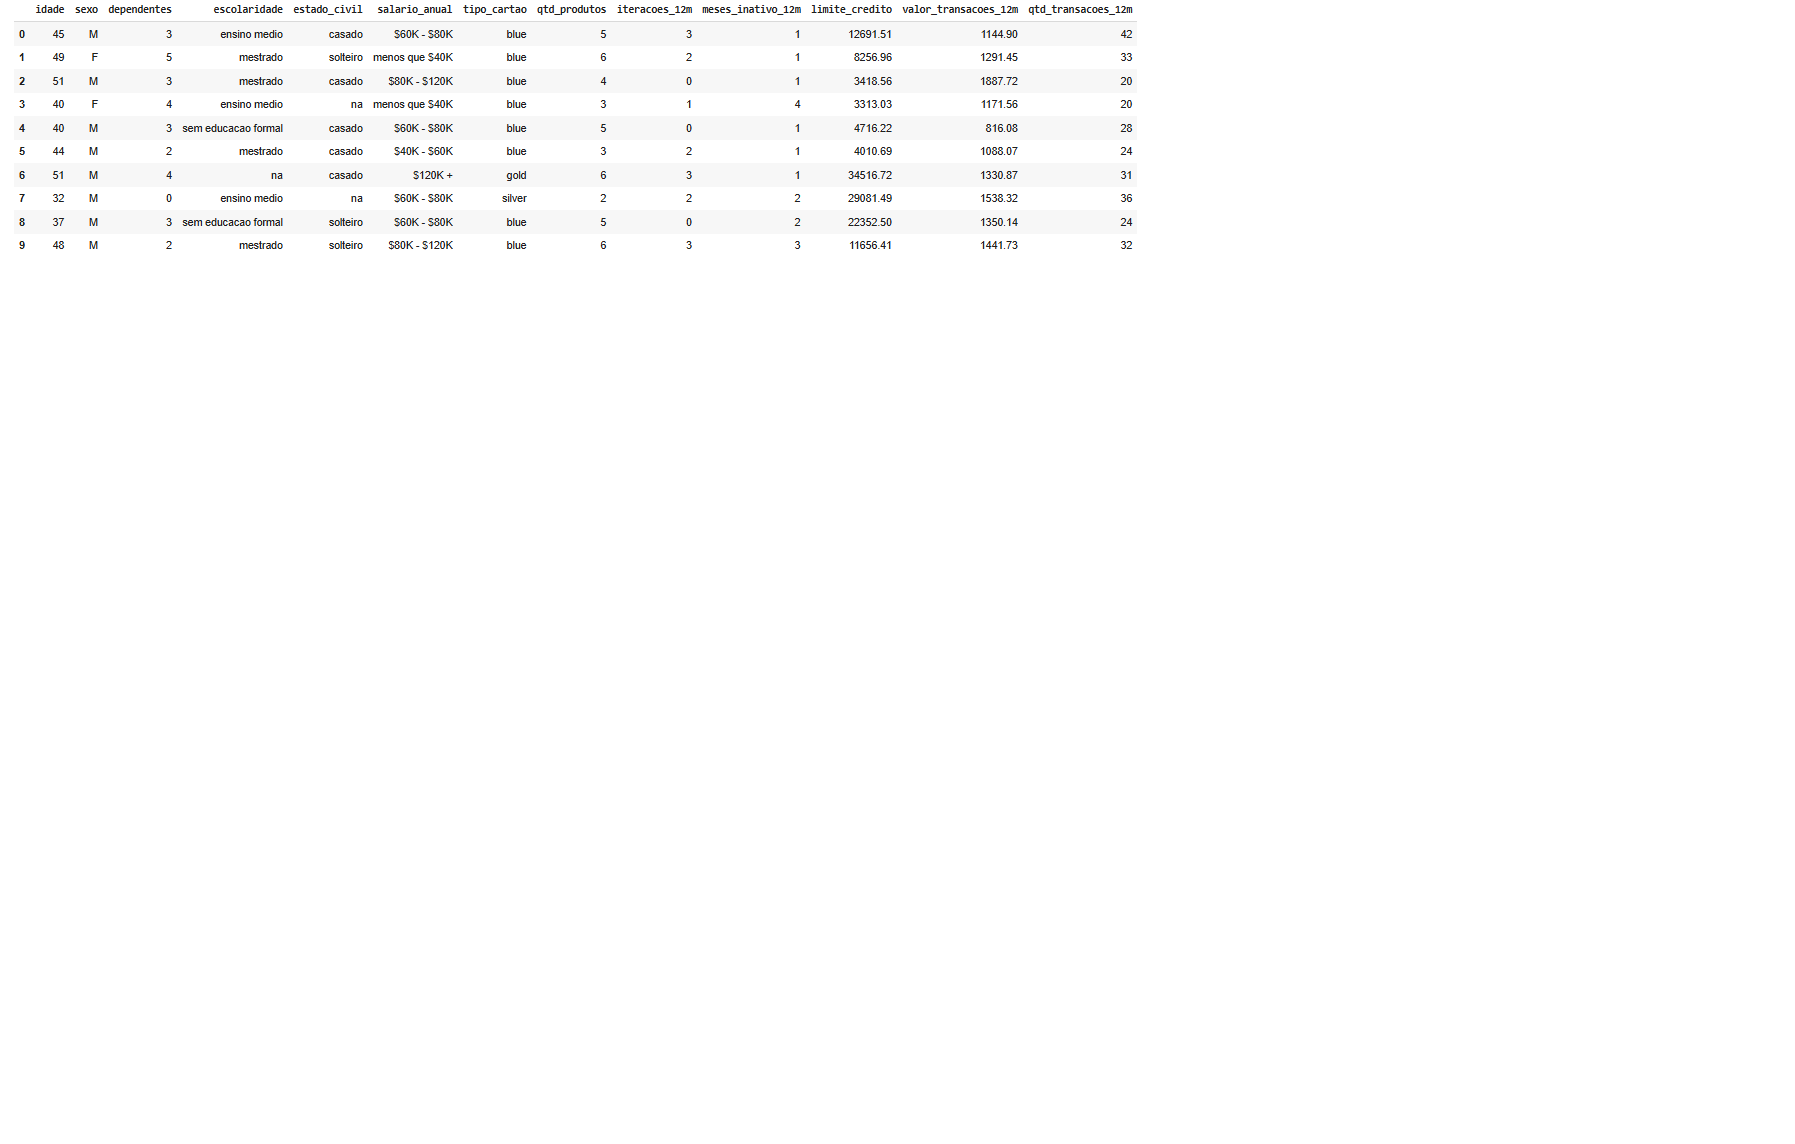 idade sexo dependentes escolaridade estado_civil salario_anual tipo_cartao qtd_produtos iteracoes_12m meses_inativo_12m limite_credito valor_transacoes_12m qtd_transacoes_12m
0 45 M 3 ensino medio casado $60K - $80K blue 5 3 1 12691.51 1144.90 42
1 49 F 5 mestrado solteiro menos que $40K blue 6 2 1 8256.96 1291.45 33
2 51 M 3 mestrado casado $80K - $120K blue 4 0 1 3418.56 1887.72 20
3 40 F 4 ensino medio na menos que $40K blue 3 1 4 3313.03 1171.56 20
4 40 M 3 sem educacao formal casado $60K - $80K blue 5 0 1 4716.22 816.08 28
5 44 M 2 mestrado casado $40K - $60K blue 3 2 1 4010.69 1088.07 24
6 51 M 4 na casado $120K + gold 6 3 1 34516.72 1330.87 31
7 32 M 0 ensino medio na $60K - $80K silver 2 2 2 29081.49 1538.32 36
8 37 M 3 sem educacao formal solteiro $60K - $80K blue 5 0 2 22352.50 1350.14 24
9 48 M 2 mestrado solteiro $80K - $120K blue 6 3 3 11656.41 1441.73 32